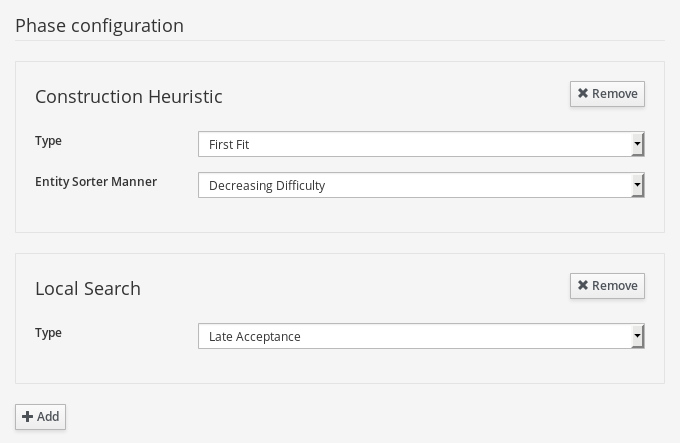 Phase configuration
Construction Heuristic
Remove
Type
First Fit
Entity Sorter Manner
Decreasing Difficulty
Local Search
Remove
Type
Late Acceptance
Add